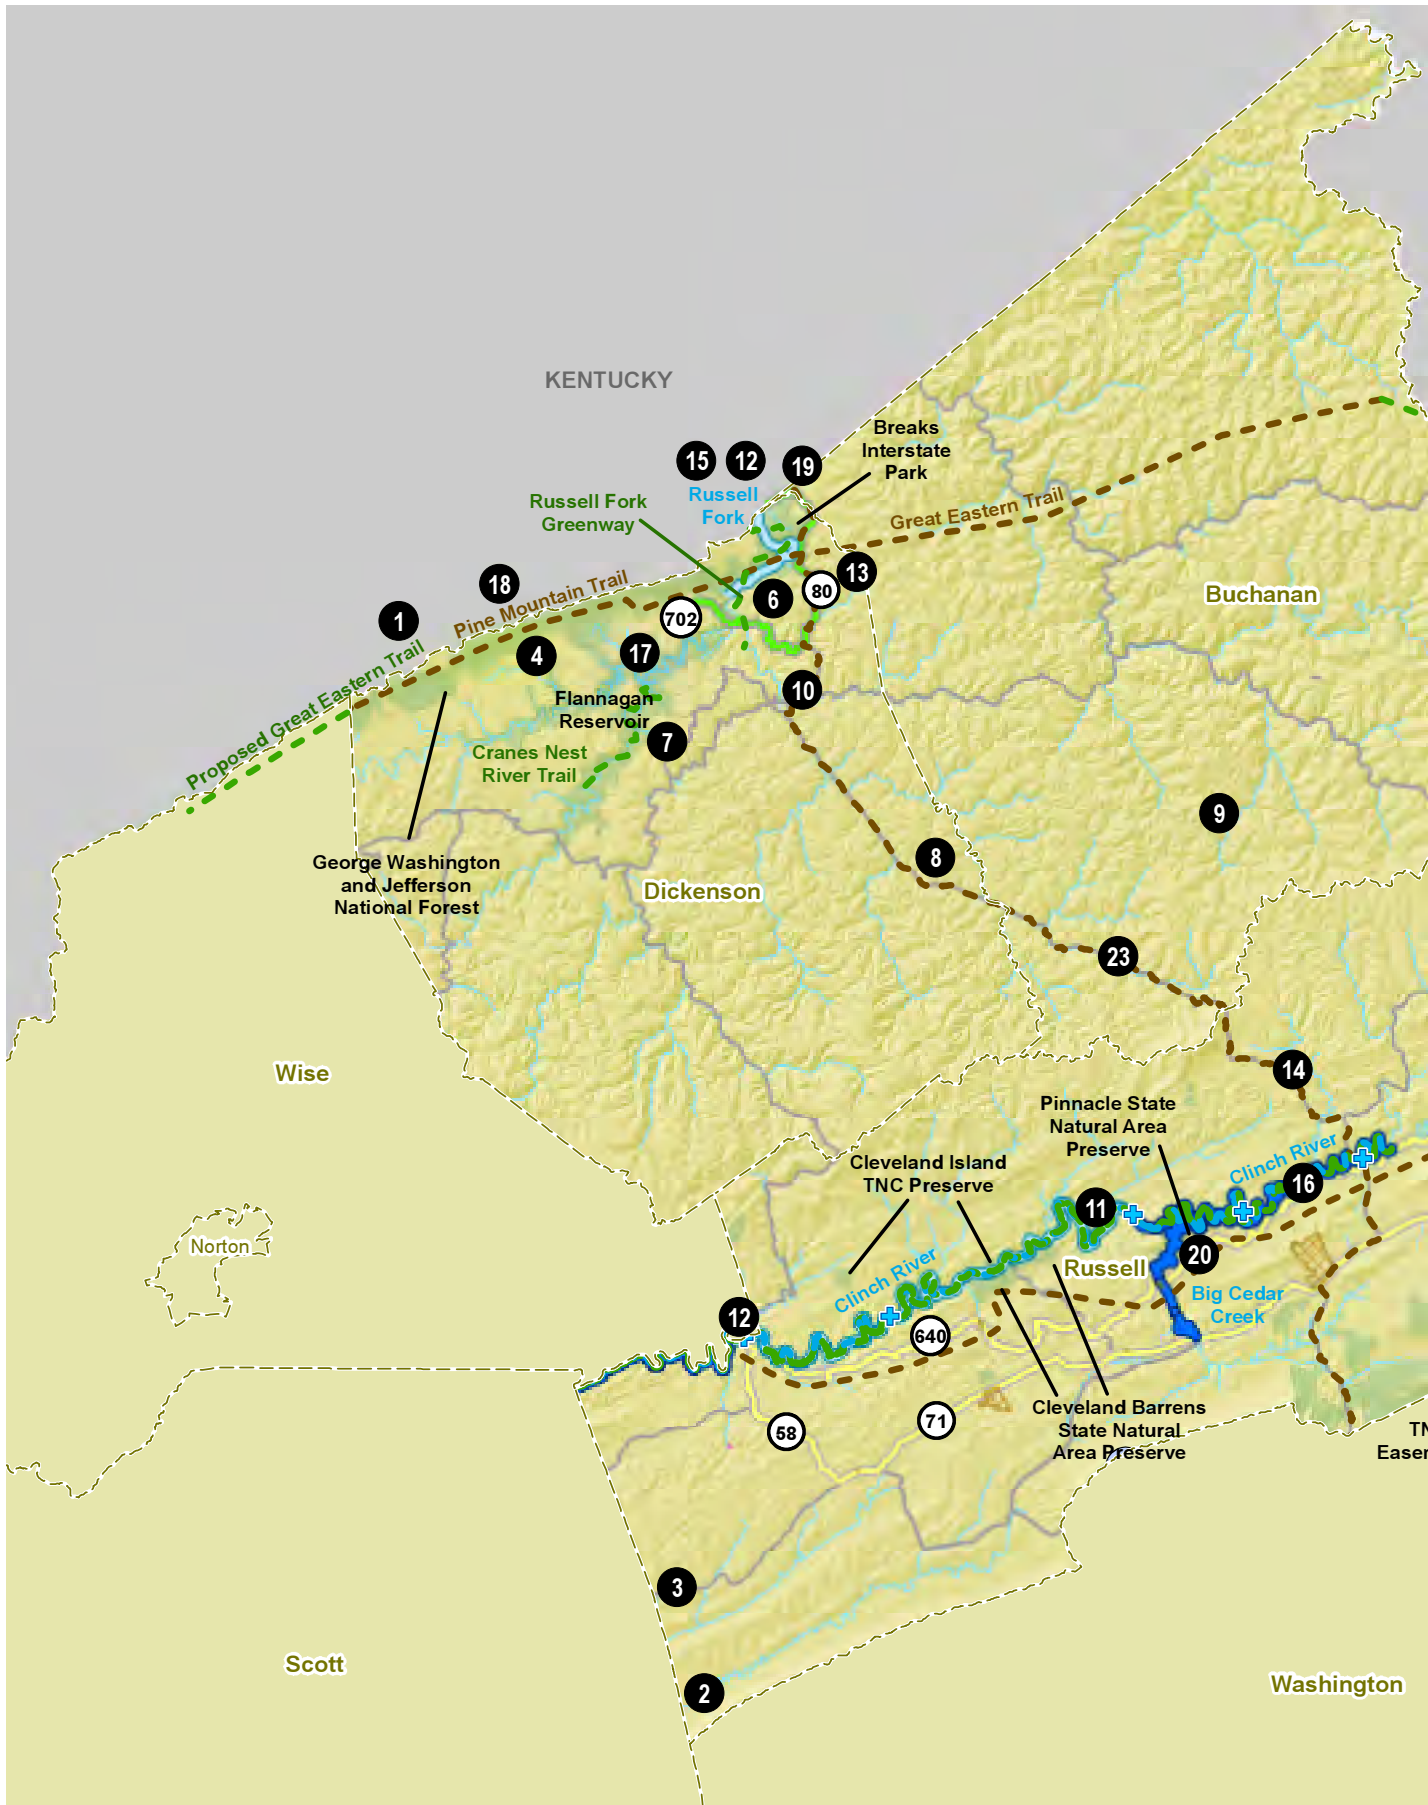 KENTUCKY
Breaks
Interstate
Park
15
12
19
Russell
Fork
Russell Fork
Greenway
Great Eastern Trail
18
Pine Mountain Trail
13
80
6
Buchanan
1
702
4
17
Proposed Great Eastern Trail
10
Flannagan
Reservoir
7
Cranes Nest
River Trail
9
George Washington
and Jefferson
National Forest
8
Dickenson
23
Wise
14
Pinnacle State
Natural Area
Preserve
Clinch River
Cleveland Island
TNC Preserve
16
11
Norton
20
Russell
Clinch River
Big Cedar
Creek
12
640
58
71
Cleveland Barrens
State Natural
Area Preserve
TN
Easer
3
Scott
2
Washington